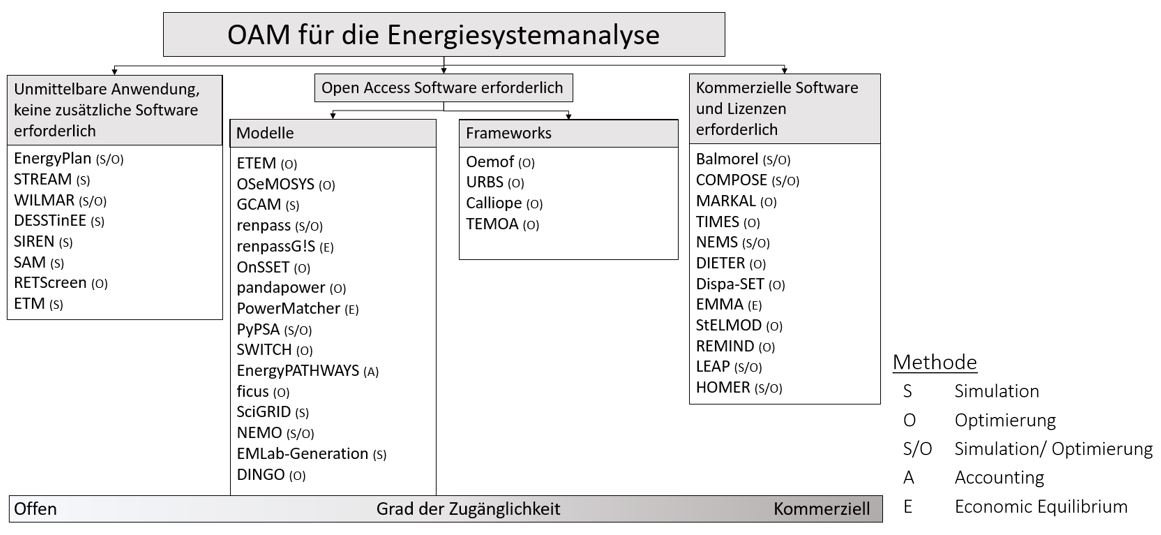 OAM für die Energiesystemanalyse
Unmittelbare Anwendung,
keine zusätzliche Software
erforderlich
EnergyPlan (S/O)
STREAM (S)
WILMAR (S/O)
DESSTinEE (S)
SIREN (S)
SAM (S)
RETScreen (O)
ETM (S)
Open Access Software erforderlich
Modelle
ETEM (O)
OSeMOSYS (O)
GCAM (S)
renpass (S/O)
renpassG!S (E)
OnSSET (O)
pandapower (O)
PowerMatcher (E)
PyPSA (S/O)
SWITCH (O)
EnergyPATHWAYS (A)
ficus (O)
SciGRID (S)
NEMO (S/O)
EMLab-Generation (S)
DINGO (O)
Frameworks
Oemof (O)
URBS (O)
Calliope (O)
TEMOA (O)
Kommerzielle Software
und Lizenzen
erforderlich
Balmorel (S/O)
COMPOSE (S/O)
MARKAL (O)
TIMES (O)
NEMS (S/O)
DIETER (O)
Dispa-SET (O)
EMMA (E)
StELMOD (O)
REMIND (O)
LEAP (S/O)
HOMER (S/O)
Methode
S Simulation
O Optimierung
S/O Simulation/ Optimierung
A Accounting
E Economic Equilibrium
Offen Grad der Zugänglichkeit Kommerziell